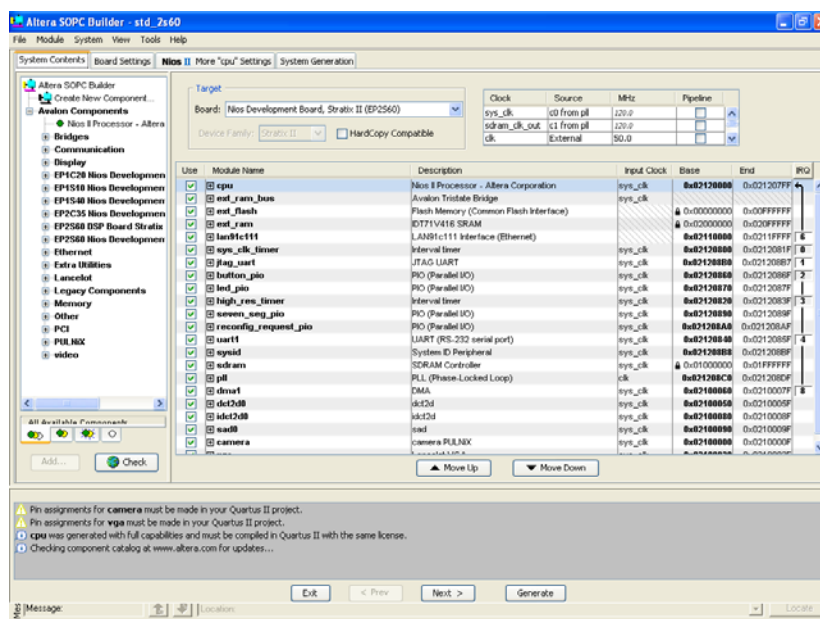 Altera SOPC Builder - std_2s60
File Module System View Tools Help
System Contents Board Settings Nios II More "cpu" Settings System Generation
Altera SOPC Builder
Create New Component...
Avalon Components
Nios II Processor - Altera
Bridges
Communication
Display
EP1C20 Nios Developmen
EP1S10 Nios Developmen
EP1S40 Nios Developmen
EP2C35 Nios Developmen
EP2S60 DSP Board Stratix
EP2S60 Nios Developmen
Ethernet
Extra Utilities
Lancelot
Legacy Components
Memory
Other
PCI
PULNiX
video
All Available Components
Add... Check
Target
Board: Nios Development Board, Stratix II (EP2S60)
Device Family: Stratix II HardCopy Compatible
Clock Source MHz Pipeline
sys_clk c0 from pll 120.0
sdram_clk_out c1 from pll 120.0
clk External 50.0
Use Module Name Description Input Clock Base End IRQ
cpu Nios II Processor - Altera Corporation sys_clk 0x02120000 0x021207FF
ext_ram_bus Avalon Tristate Bridge sys_clk
ext_flash Flash Memory (Common Flash Interface) 0x00000000 0x00FFFFFF
ext_ram IDT71V416 SRAM 0x02000000 0x020FFFFF
lan91c111 LAN91c111 Interface (Ethernet) 0x02110000 0x0211FFFF 6
sys_clk_timer Interval timer sys_clk 0x02120800 0x0212081F 0
jtag_uart JTAG UART sys_clk 0x021208B0 0x021208B7 1
button_pio PIO (Parallel I/O) sys_clk 0x02120860 0x0212086F 2
led_pio PIO (Parallel I/O) sys_clk 0x02120870 0x0212087F
high_res_timer Interval timer sys_clk 0x02120820 0x0212083F 3
seven_seg_pio PIO (Parallel I/O) sys_clk 0x02120890 0x0212089F
reconfig_request_pio PIO (Parallel I/O) sys_clk 0x021208A0 0x021208AF
uart1 UART (RS-232 serial port) sys_clk 0x02120840 0x0212085F 4
sysid System ID Peripheral sys_clk 0x021208B8 0x021208BF
sdram SDRAM Controller sys_clk 0x01000000 0x01FFFFFF
pll PLL (Phase-Locked Loop) clk 0x021208C0 0x021208DF
dma1 DMA sys_clk 0x02100060 0x0210007F 8
dct2d0 dct2d sys_clk 0x02100050 0x0210005F
idct2d0 idct2d sys_clk 0x02100080 0x0210008F
sad0 sad sys_clk 0x02100090 0x0210009F
camera camera PULNiX sys_clk 0x02100000 0x0210000F
Move Up Move Down
Pin assignments for camera must be made in your Quartus II project.
Pin assignments for vga must be made in your Quartus II project.
cpu was generated with full capabilities and must be compiled in Quartus II with the same license.
Checking component catalog at www.altera.com for updates...
Exit < Prev Next > Generate
Mes Message: Location: Locate